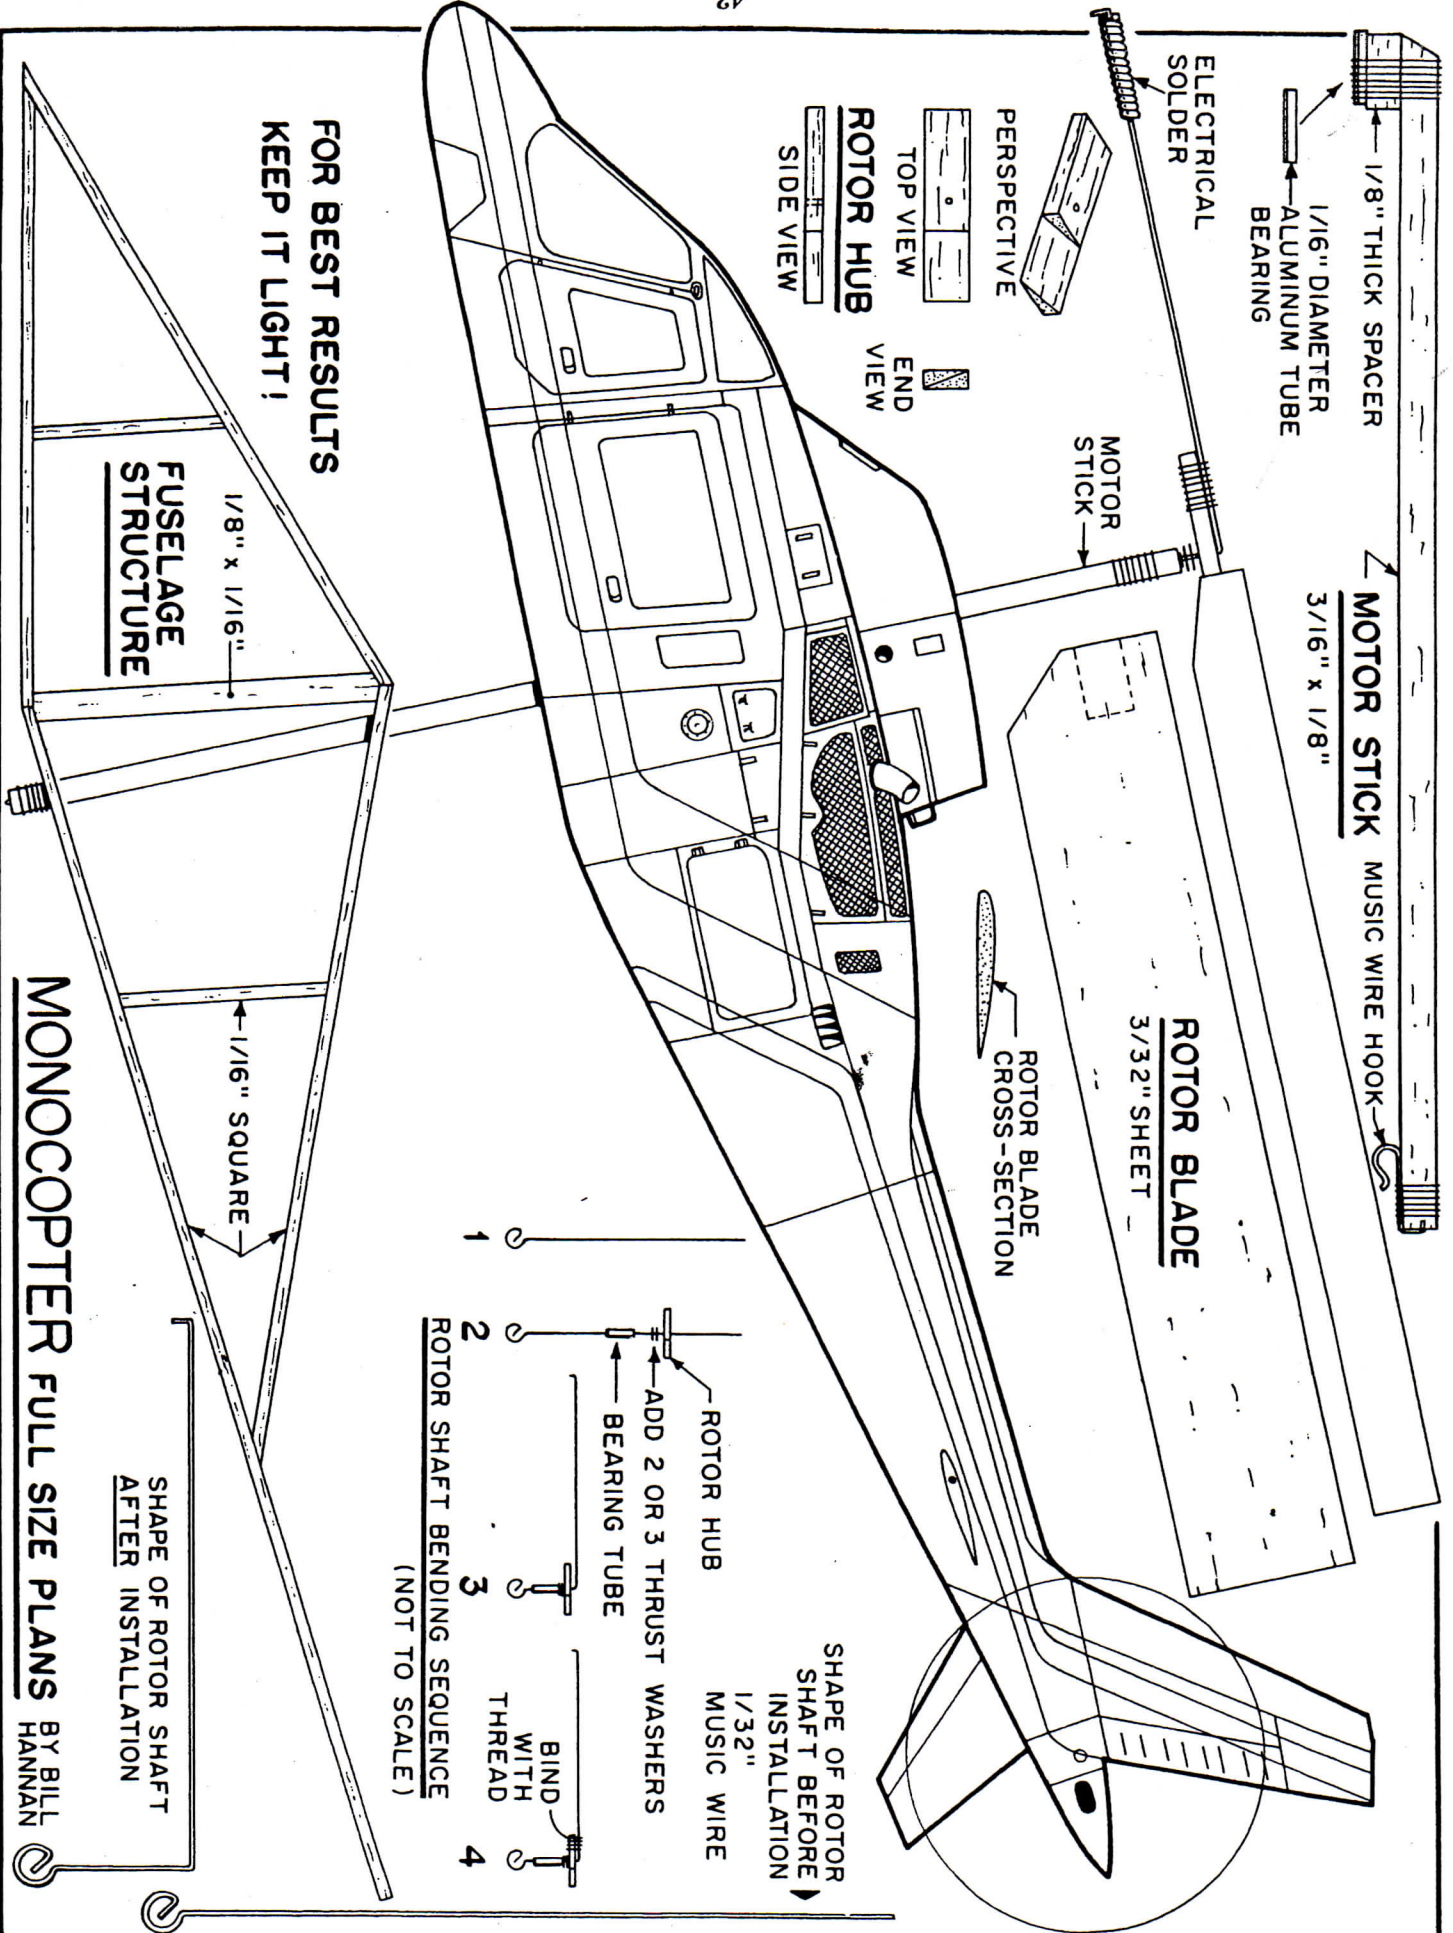 42
1/8" THICK SPACER
1/16" DIAMETER
ALUMINUM TUBE
BEARING
MOTOR STICK
3/16" x 1/8"
MUSIC WIRE HOOK
ELECTRICAL
SOLDER
PERSPECTIVE
TOP VIEW
ROTOR HUB
SIDE VIEW
END
VIEW
MOTOR
STICK
ROTOR BLADE
3/32" SHEET
ROTOR BLADE
CROSS-SECTION
FOR BEST RESULTS
KEEP IT LIGHT!
FUSELAGE
STRUCTURE
1/8" x 1/16"
1/16" SQUARE
1
2
3
4
ROTOR HUB
ADD 2 OR 3 THRUST WASHERS
BEARING TUBE
BIND
WITH
THREAD
ROTOR SHAFT BENDING SEQUENCE
(NOT TO SCALE)
SHAPE OF ROTOR
SHAFT BEFORE
INSTALLATION
1/32"
MUSIC WIRE
SHAPE OF ROTOR SHAFT
AFTER INSTALLATION
MONOCOPTER FULL SIZE PLANS BY BILL
HANNAN